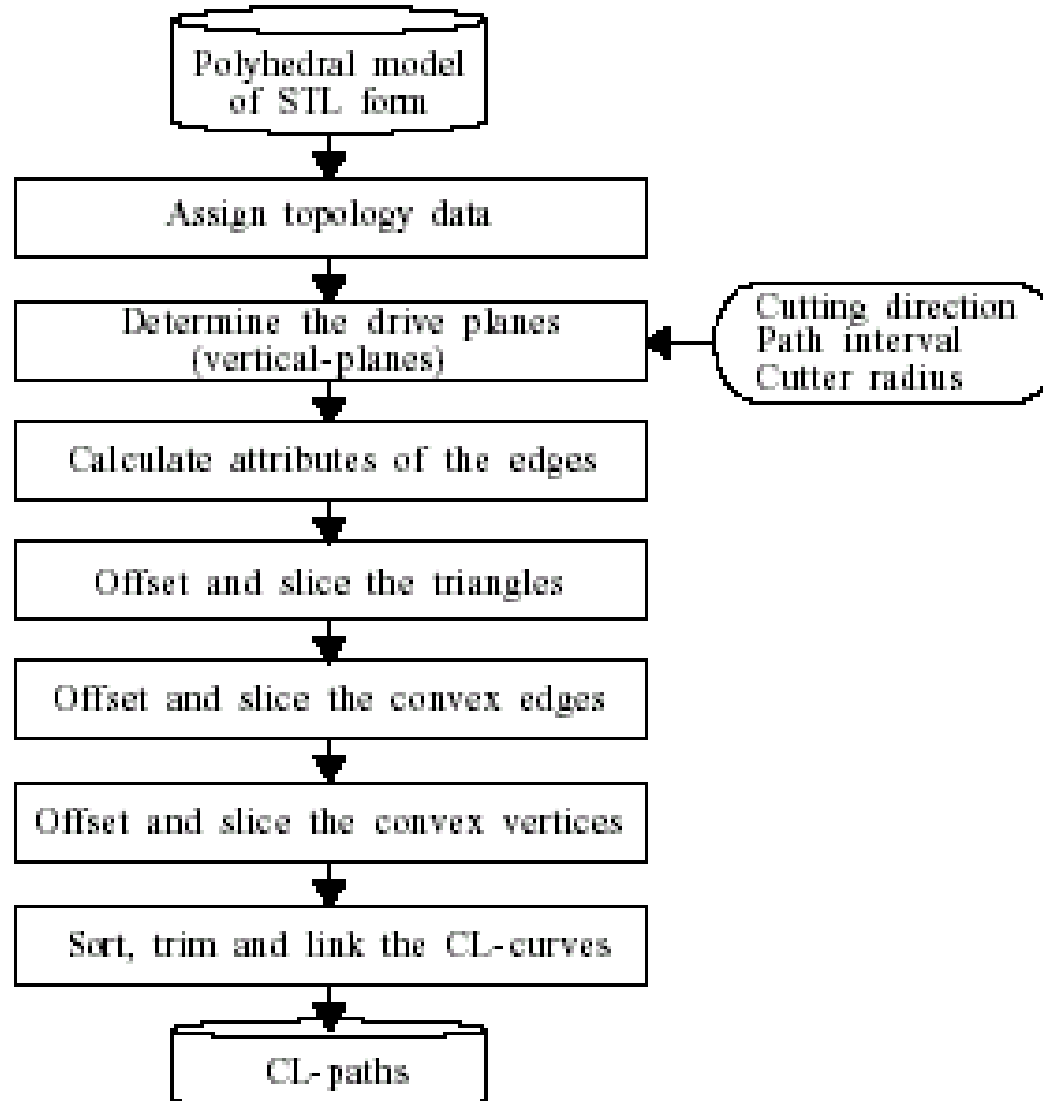 Polyhedral model
of STL form
Assign topology data
Determine the drive planes
(vertical-planes)
Cutting direction
Path interval
Cutter radius
Calculate attributes of the edges
Offset and slice the triangles
Offset and slice the convex edges
Offset and slice the convex vertices
Sort, trim and link the CL-curves
CL-paths